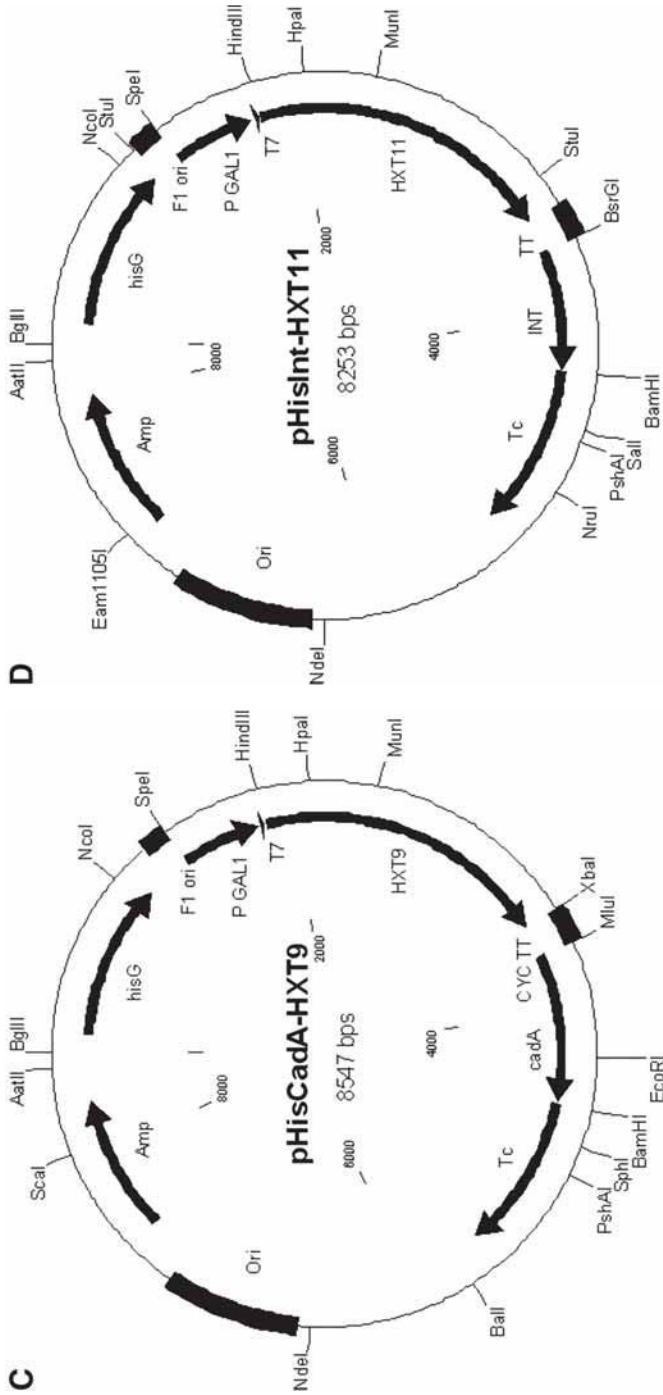 C
AatII
BglII
ScaI
NcoI
SpeI
Amp
hisG
F1 ori
P GAL1
HindIII
T7
HpaI
MunI
8000
2000
pHisCadA-HXT9
8547 bps
Ori
HXT9
NdeI
6000
4000
XbaI
MluI
CYC TT
cadA
Tc
BalI
PshAI
SphI
BamHI
EcoRI
D
AatII
BglII
NcoI
StuI
SpeI
Eam1105I
Amp
hisG
F1 ori
P GAL1
HindIII
T7
HpaI
MunI
8000
2000
pHisInt-HXT11
8253 bps
Ori
HXT11
NdeI
6000
4000
StuI
BsrGI
TT
INT
Tc
NruI
PshAI
SalI
BamHI